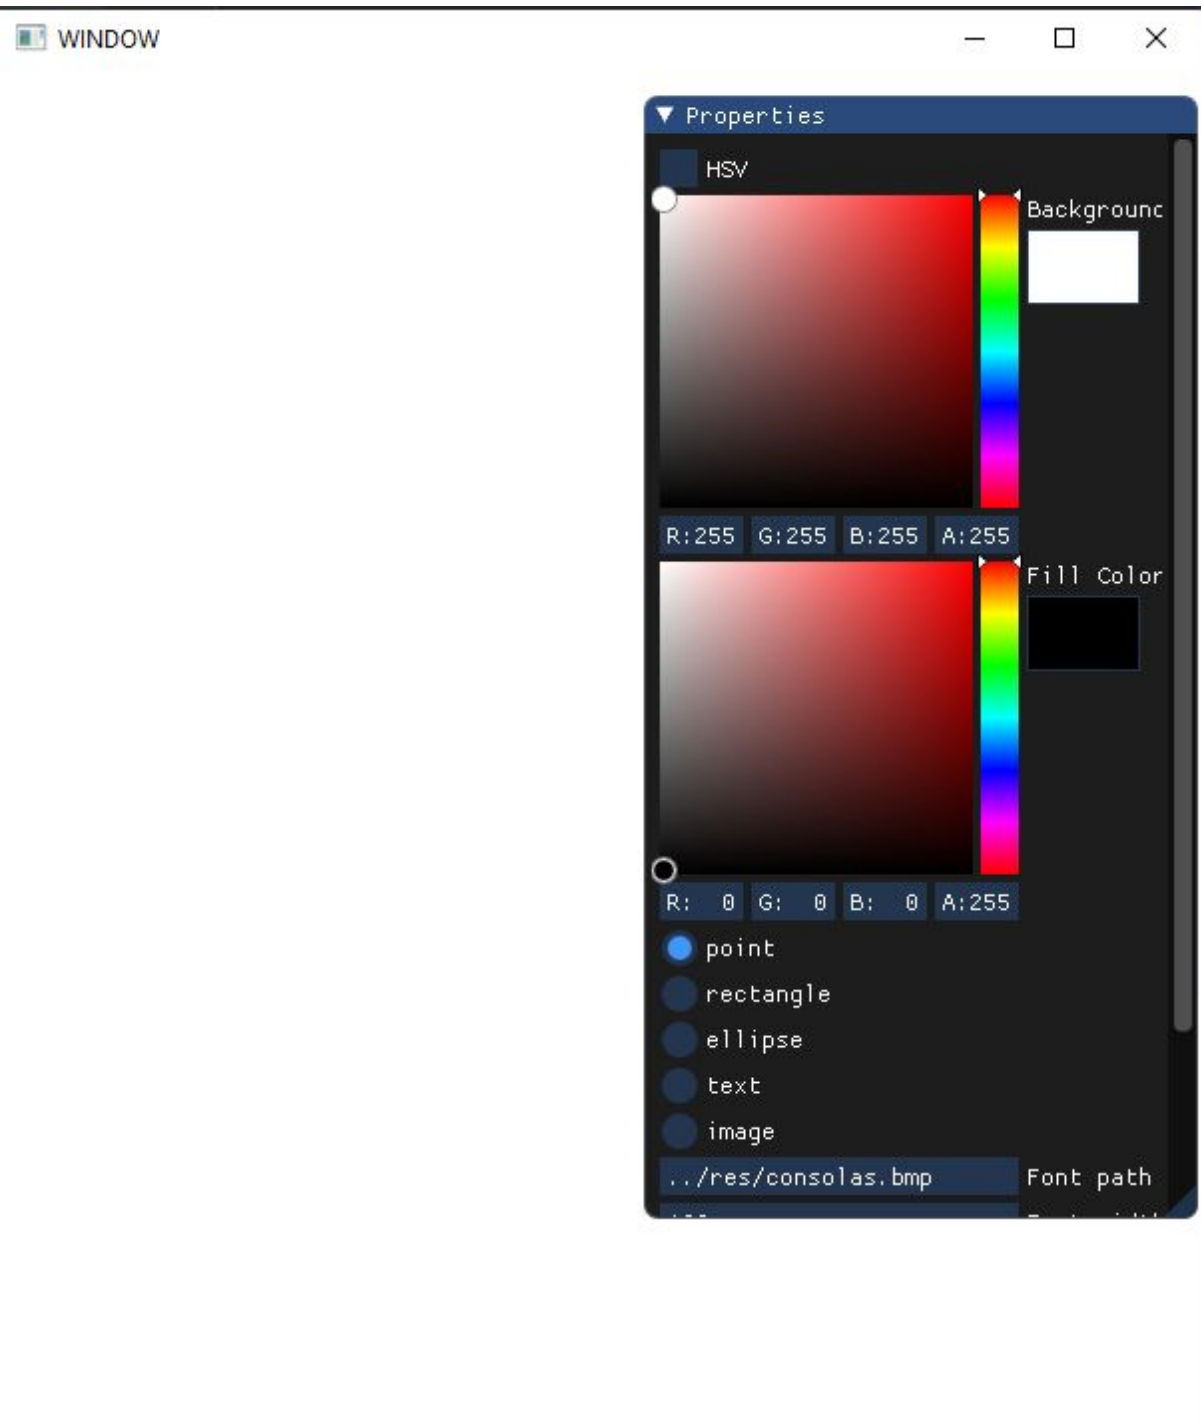 WINDOW
Properties
HSV
Backgrounc
R:255 G:255 B:255 A:255
Fill Color
R: 0 G: 0 B: 0 A:255
point
rectangle
ellipse
text
image
../res/consolas.bmp Font path